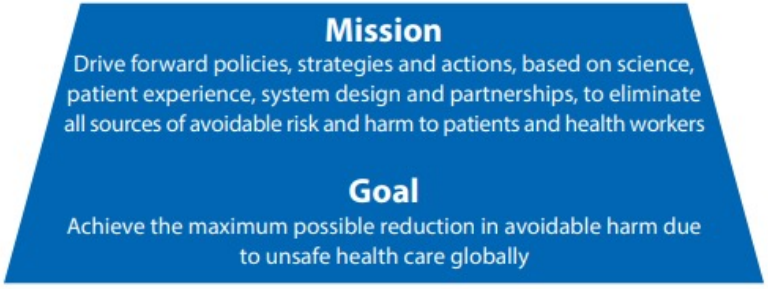 Mission
Drive forward policies, strategies and actions, based on science,
patient experience, system design and partnerships, to eliminate
all sources of avoidable risk and harm to patients and health workers
Goal
Achieve the maximum possible reduction in avoidable harm due
to unsafe health care globally